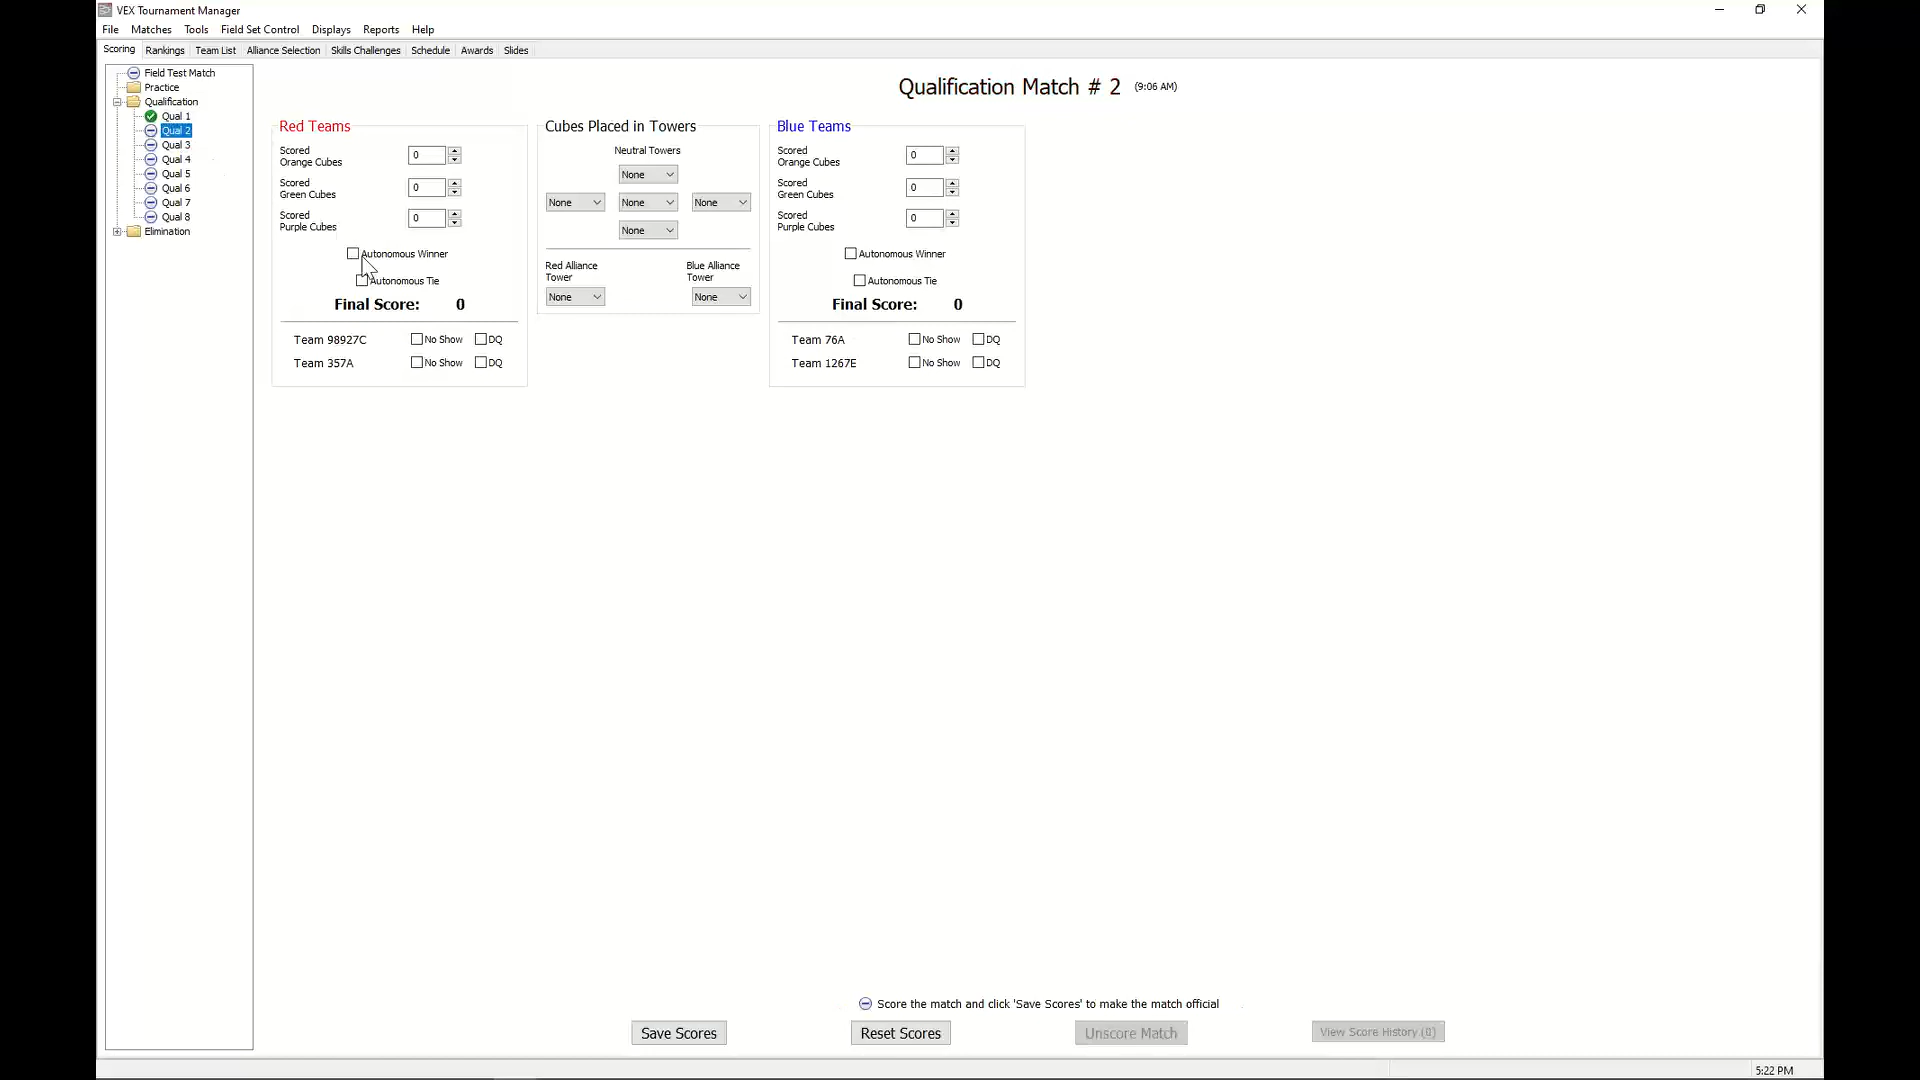 VEX Tournament Manager
File Matches Tools Field Set Control Displays Reports Help
Scoring Rankings Team List Alliance Selection Skills Challenges Schedule Awards Slides
Field Test Match
Practice
Qualification
Qual 1
Qual 2
Qual 3
Qual 4
Qual 5
Qual 6
Qual 7
Qual 8
Elimination
Qualification Match # 2 (9:06 AM)
Red Teams
Scored
Orange Cubes
0
Scored
Green Cubes
0
Scored
Purple Cubes
0
Autonomous Winner
Autonomous Tie
Final Score: 0
Team 98927C No Show DQ
Team 357A No Show DQ
Cubes Placed in Towers
Neutral Towers
None
None None None
None
Red Alliance
Tower
None
Blue Alliance
Tower
None
Blue Teams
Scored
Orange Cubes
0
Scored
Green Cubes
0
Scored
Purple Cubes
0
Autonomous Winner
Autonomous Tie
Final Score: 0
Team 76A No Show DQ
Team 1267E No Show DQ
Score the match and click 'Save Scores' to make the match official
Save Scores Reset Scores Unscore Match View Score History (0)
5:22 PM